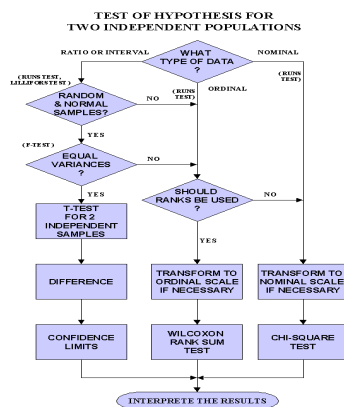 TEST OF HYPOTHESIS FOR
TWO INDEPENDENT POPULATIONS
RATIO OR INTERVAL
WHAT
TYPE OF DATA
?
NOMINAL
(RUNS TEST,
LILLIFORS TEST)
RANDOM
& NORMAL
SAMPLES?
NO
(RUNS
TEST)
ORDINAL
(RUNS
TEST)
YES
(F-TEST)
EQUAL
VARIANCES
?
NO
YES
SHOULD
RANKS BE USED
?
NO
T-TEST
FOR 2
INDEPENDENT
SAMPLES
YES
DIFFERENCE
TRANSFORM TO
ORDINAL SCALE
IF NECESSARY
TRANSFORM TO
NOMINAL SCALE
IF NECESSARY
CONFIDENCE
LIMITS
WILCOXON
RANK SUM
TEST
CHI-SQUARE
TEST
INTERPRETE THE RESULTS